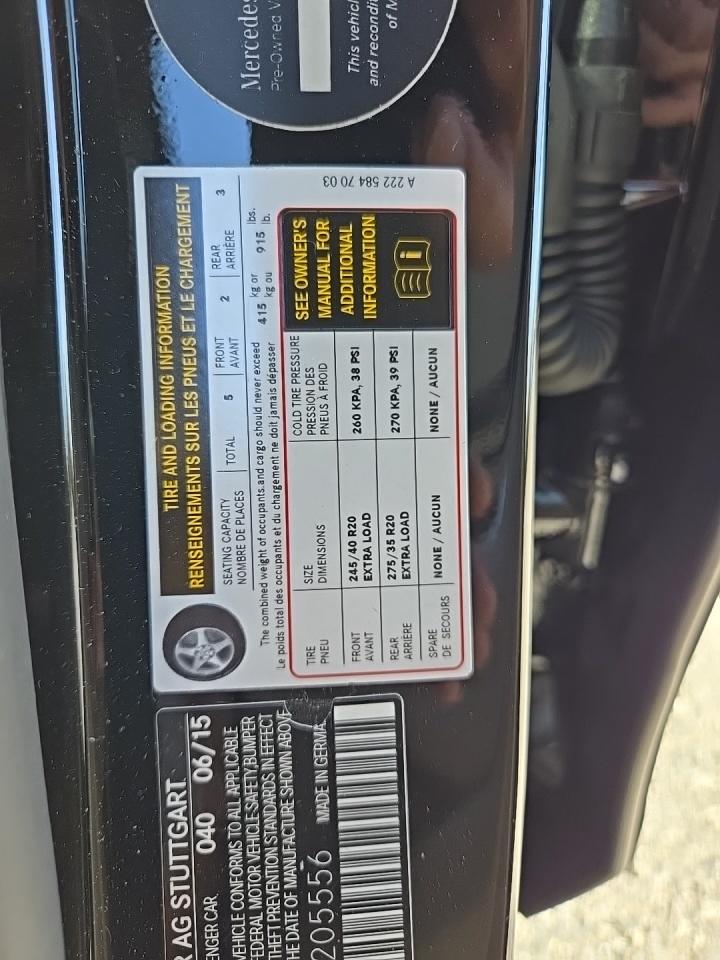 Mercedes
Pre-Owned V
This vehicl
and recondi
of M
TIRE AND LOADING INFORMATION
RENSEIGNEMENTS SUR LES PNEUS ET LE CHARGEMENT
SEATING CAPACITY TOTAL 5 FRONT 2 REAR 3
NOMBRE DE PLACES AVANT ARRIÈRE
The combined weight of occupants and cargo should never exceed 415 kg or 915 lbs.
Le poids total des occupants et du chargement ne doit jamais dépasser kg ou lb.
TIRE SIZE COLD TIRE PRESSURE
PNEU DIMENSIONS PRESSION DES
PNEUS À FROID
FRONT 245/40 R20 260 KPA, 38 PSI
AVANT EXTRA LOAD
REAR 275/35 R20 270 KPA, 39 PSI
ARRIÈRE EXTRA LOAD
SPARE NONE / AUCUN NONE / AUCUN
DE SECOURS
SEE OWNER'S
MANUAL FOR
ADDITIONAL
INFORMATION
A 222 584 70 03
R AG STUTTGART
ENGER CAR 040 06/15
VEHICLE CONFORMS TO ALL APPLICABLE
FEDERAL MOTOR VEHICLE SAFETY, BUMPER
THEFT PREVENTION STANDARDS IN EFFECT
HE DATE OF MANUFACTURE SHOWN ABOVE
205556 MADE IN GERMA